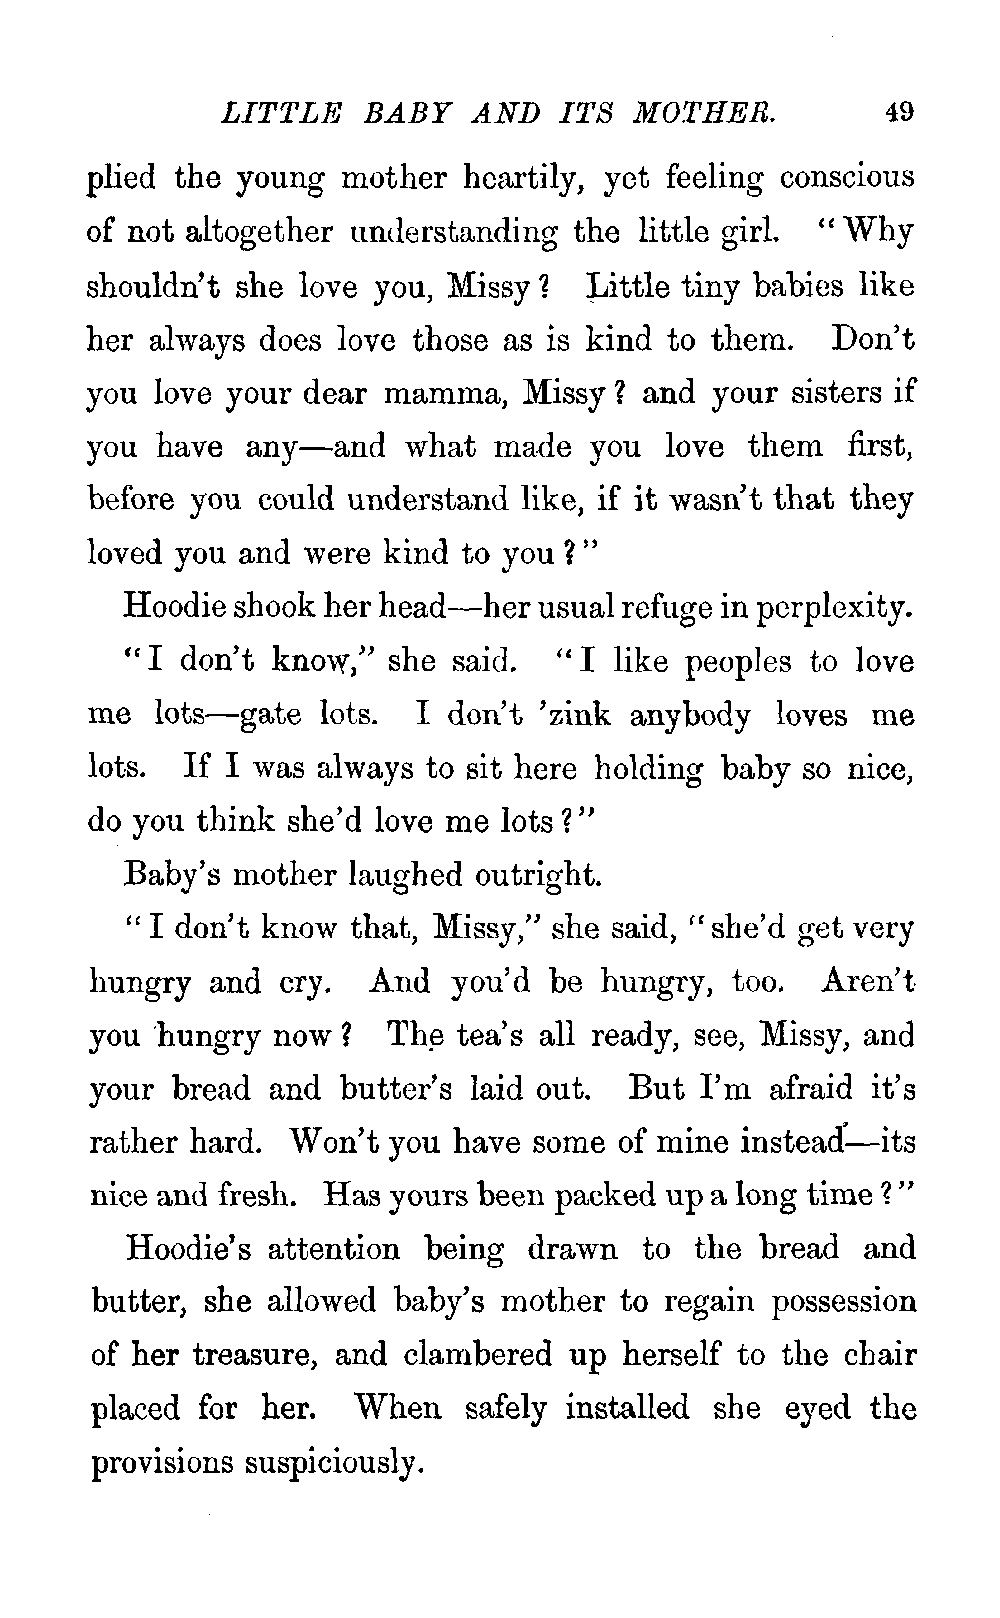 LITTLE BABY AND ITS MOTHER. 49
plied the young mother heartily, yet feeling conscious
of not altogether understanding the little girl. “Why
shouldn't she love you, Missy? Little tiny babies like
her always does love those as is kind to them. Don't
you love your dear mamma, Missy? and your sisters if
you have any—and what made you love them first,
before you could understand like, if it wasn't that they
loved you and were kind to you?”
Hoodie shook her head—her usual refuge in perplexity.
“I don't know,” she said. “I like peoples to love
me lots—gate lots. I don't ’zink anybody loves me
lots. If I was always to sit here holding baby so nice,
do you think she'd love me lots?”
Baby's mother laughed outright.
“I don't know that, Missy,” she said, “she'd get very
hungry and cry. And you'd be hungry, too. Aren't
you hungry now? The tea's all ready, see, Missy, and
your bread and butter's laid out. But I'm afraid it's
rather hard. Won't you have some of mine instead—its
nice and fresh. Has yours been packed up a long time?”
Hoodie's attention being drawn to the bread and
butter, she allowed baby's mother to regain possession
of her treasure, and clambered up herself to the chair
placed for her. When safely installed she eyed the
provisions suspiciously.